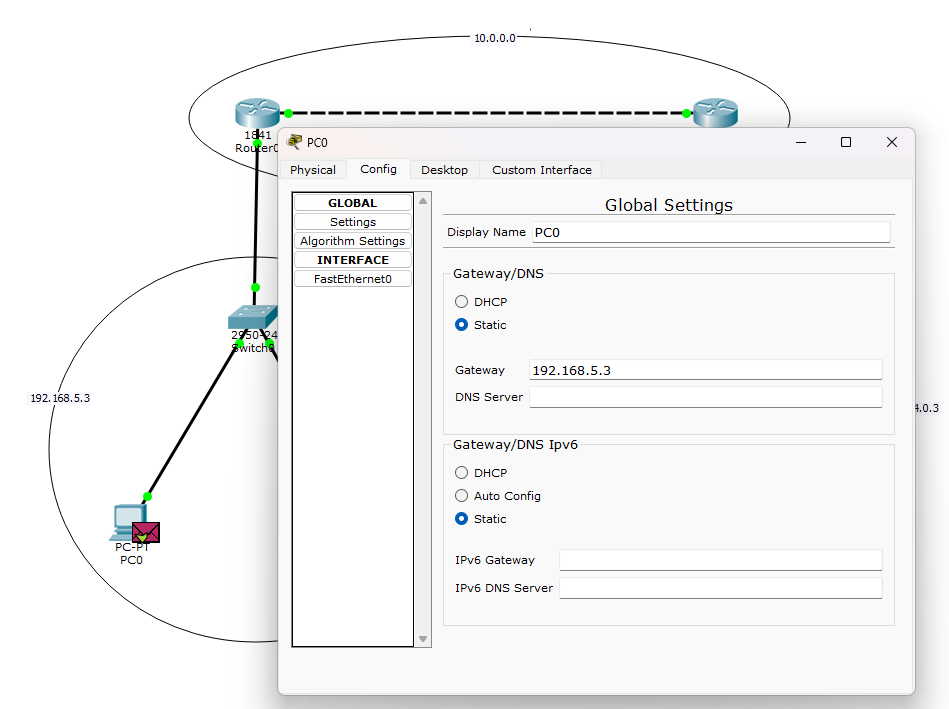 10.0.0.0
1841
Router0
PC0
Physical
Config
Desktop
Custom Interface
GLOBAL
Settings
Algorithm Settings
INTERFACE
FastEthernet0
Global Settings
Display Name PC0
Gateway/DNS
DHCP
Static
Gateway 192.168.5.3
DNS Server
Gateway/DNS Ipv6
DHCP
Auto Config
Static
IPv6 Gateway
IPv6 DNS Server
2950-24
Switch0
192.168.5.3
4.0.3
PC-PT
PC0